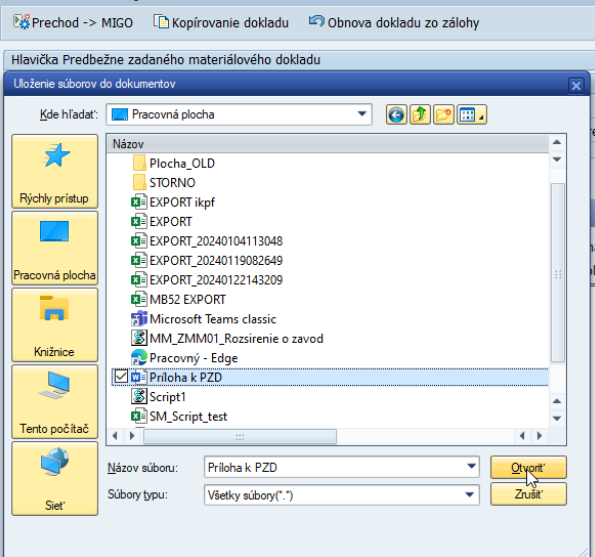 Prechod -> MIGO Kopírovanie dokladu Obnova dokladu zo zálohy
Hlavička Predbežne zadaného materiálového dokladu
Uloženie súborov do dokumentov
Kde hľadať: Pracovná plocha
Názov
Plocha_OLD
STORNO
EXPORT ikpf
EXPORT
EXPORT_20240104113048
EXPORT_20240119082649
EXPORT_20240122143209
MB52 EXPORT
Microsoft Teams classic
MM_ZMM01_Rozsirenie o zavod
Pracovný - Edge
Príloha k PZD
Script1
SM_Script_test
Rýchly prístup
Pracovná plocha
Knižnice
Tento počítač
Sieť
Názov súboru: Príloha k PZD Otvoriť
Súbory typu: Všetky súbory(*.*) Zrušiť